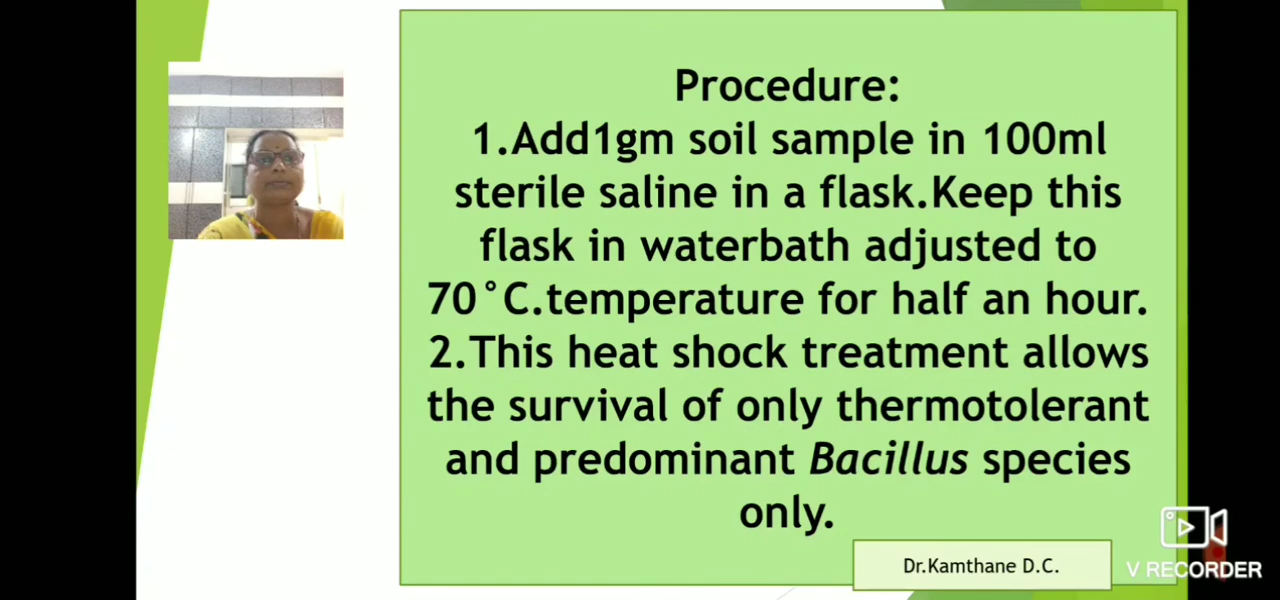 Procedure:
1.Add1gm soil sample in 100ml
sterile saline in a flask.Keep this
flask in waterbath adjusted to
70°C.temperature for half an hour.
2.This heat shock treatment allows
the survival of only thermotolerant
and predominant Bacillus species
only.
Dr.Kamthane D.C.
V RECORDER